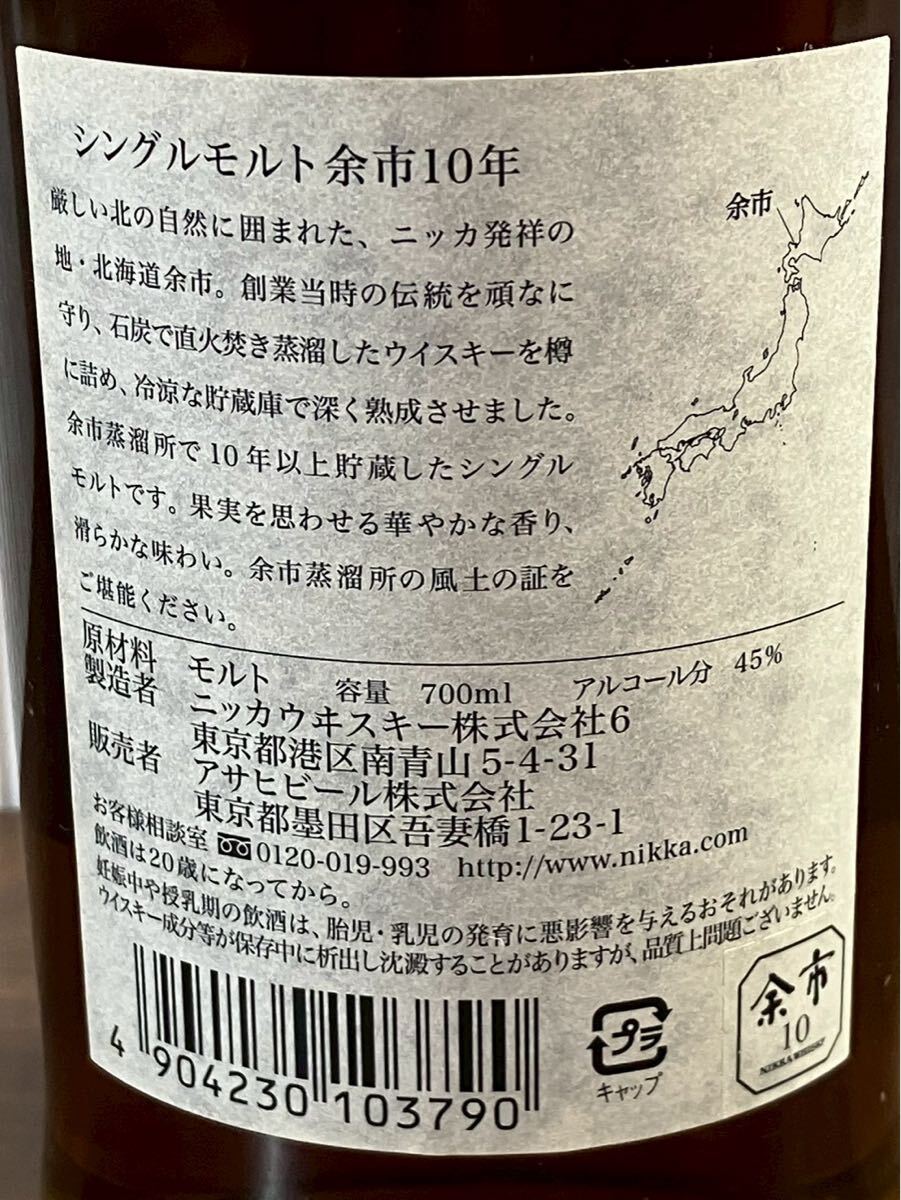 シングルモルト余市10年
余市
厳しい北の自然に囲まれた、ニッカ発祥の
地・北海道余市。創業当時の伝統を頑なに
守り、石炭で直火焚き蒸溜したウイスキーを樽
に詰め、冷涼な貯蔵庫で深く熟成させました。
余市蒸溜所で10年以上貯蔵したシングル
モルトです。果実を思わせる華やかな香り、
滑らかな味わい。余市蒸溜所の風土の証を
ご堪能ください。
原材料 モルト 容量 700ml アルコール分 45%
製造者 ニッカウヰスキー株式会社6
東京都港区南青山5-4-31
販売者 アサヒビール株式会社
東京都墨田区吾妻橋1-23-1
お客様相談室 0120-019-993 http://www.nikka.com
飲酒は20歳になってから。
妊娠中や授乳期の飲酒は、胎児・乳児の発育に悪影響を与えるおそれがあります。
ウイスキー成分等が保存中に析出し沈澱することがありますが、品質上問題ございません。
4 904230 103790
プラ
キャップ
余市
10
NIKKA WHISKY